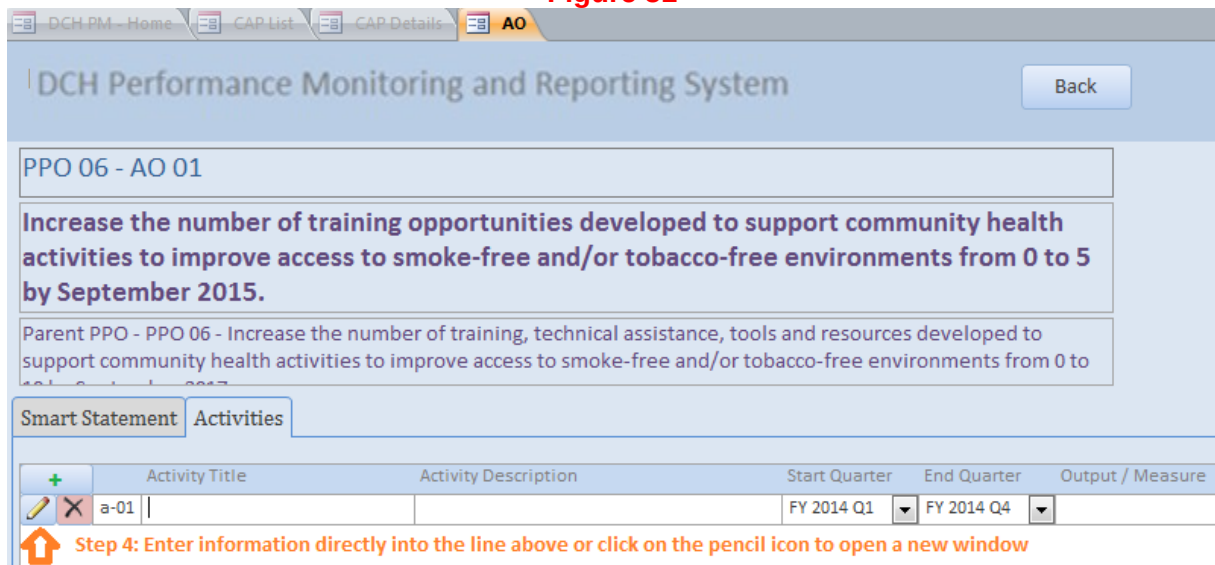 DCH PM - Home CAP List CAP Details AO
DCH Performance Monitoring and Reporting System
Back
PPO 06 - AO 01
Increase the number of training opportunities developed to support community health
activities to improve access to smoke-free and/or tobacco-free environments from 0 to 5
by September 2015.
Parent PPO - PPO 06 - Increase the number of training, technical assistance, tools and resources developed to
support community health activities to improve access to smoke-free and/or tobacco-free environments from 0 to
Smart Statement Activities
+ Activity Title Activity Description Start Quarter End Quarter Output / Measure
a-01 FY 2014 Q1 FY 2014 Q4
Step 4: Enter information directly into the line above or click on the pencil icon to open a new window